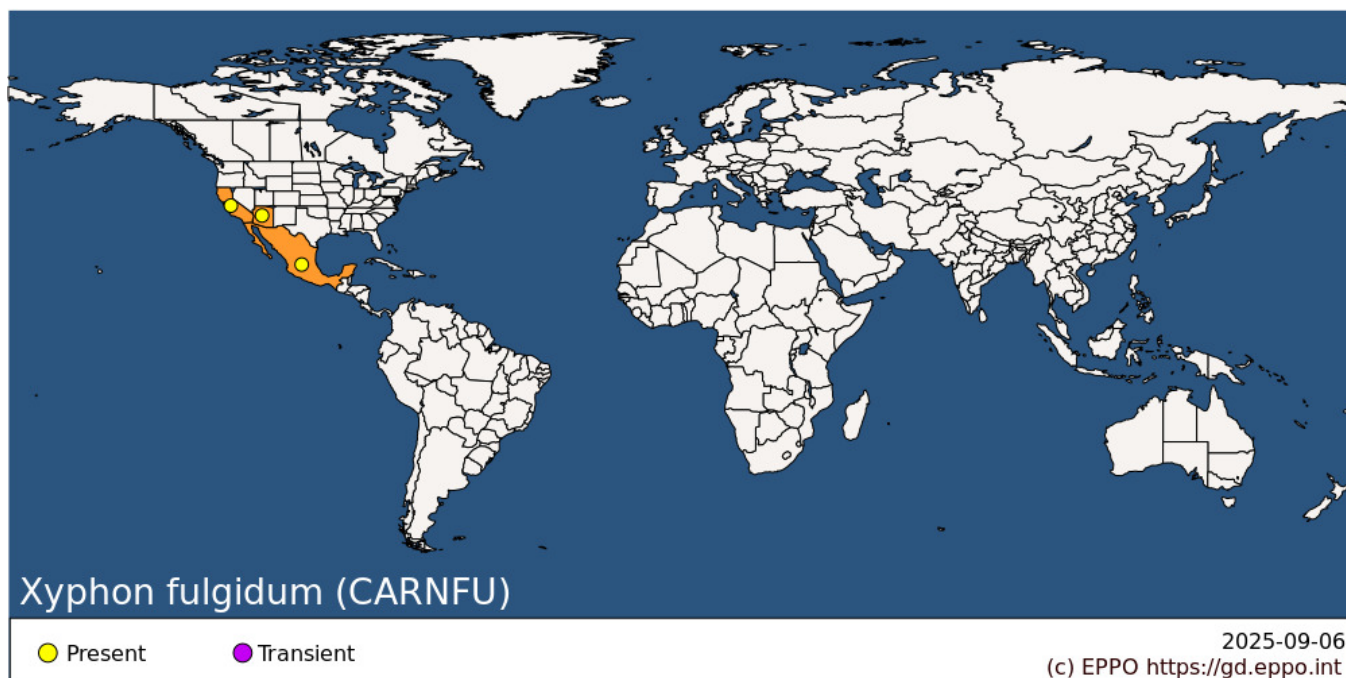 Xyphon fulgidum (CARNFU)
Present
Transient
2025-09-06
(c) EPPO https://gd.eppo.int